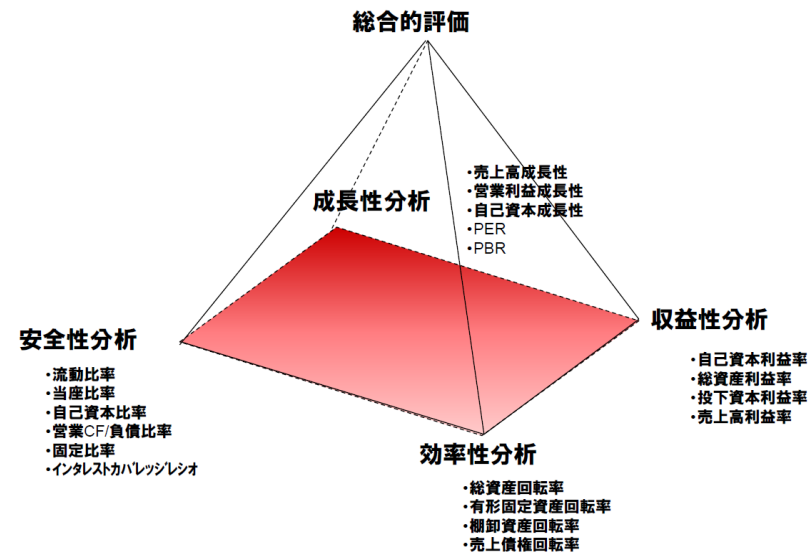 総合的評価
成長性分析
・売上高成長性
・営業利益成長性
・自己資本成長性
・PER
・PBR
安全性分析
・流動比率
・当座比率
・自己資本比率
・営業CF/負債比率
・固定比率
・インタレストカバレッジレシオ
収益性分析
・自己資本利益率
・総資産利益率
・投下資本利益率
・売上高利益率
効率性分析
・総資産回転率
・有形固定資産回転率
・棚卸資産回転率
・売上債権回転率